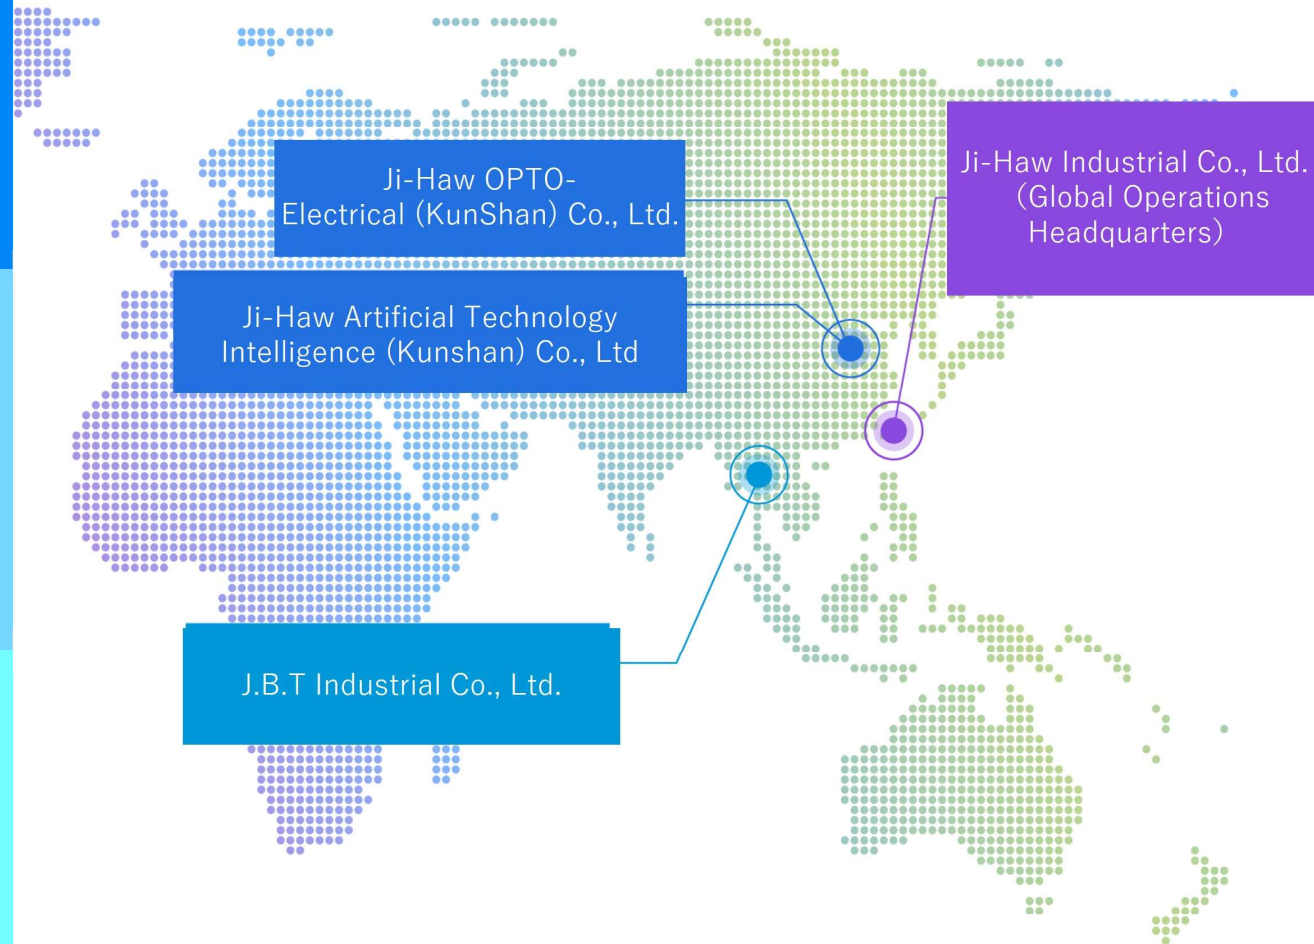 Ji-Haw OPTO-
Electrical (KunShan) Co., Ltd.
Ji-Haw Industrial Co., Ltd.
(Global Operations
Headquarters)
Ji-Haw Artificial Technology
Intelligence (Kunshan) Co., Ltd
J.B.T Industrial Co., Ltd.